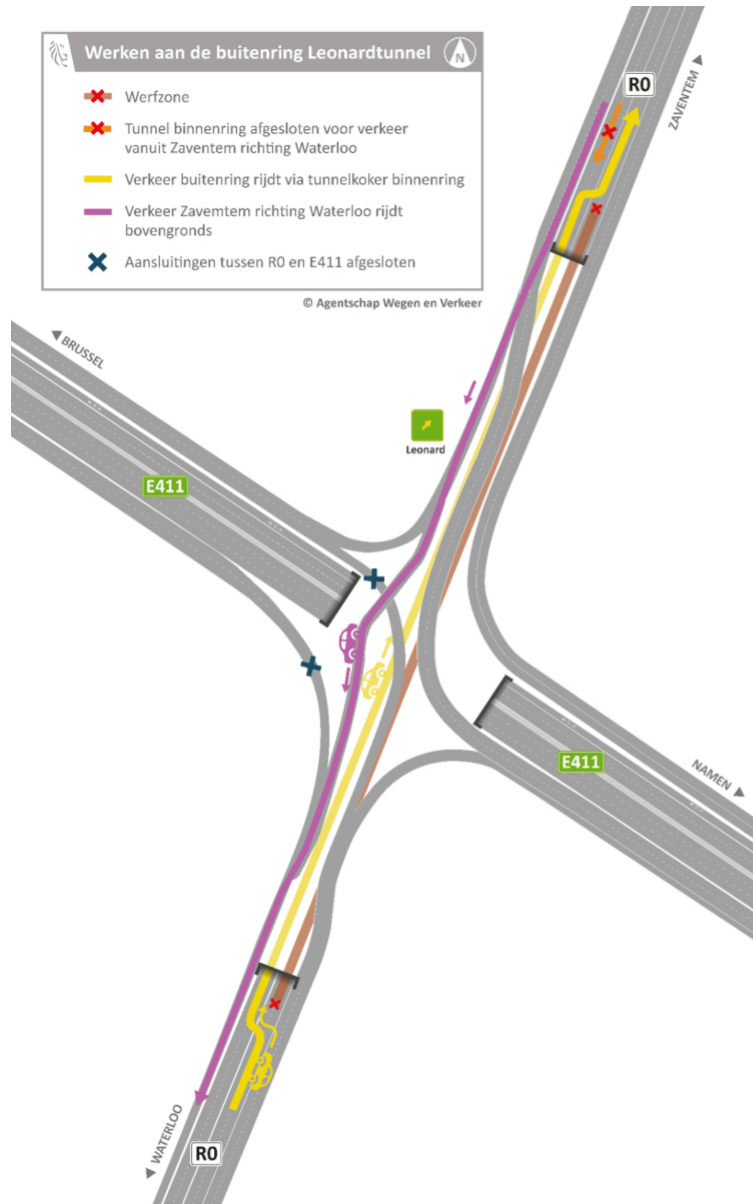 Werken aan de buitenring Leonardtunnel
N
Werfzone
Tunnel binnenring afgesloten voor verkeer
vanuit Zaventem richting Waterloo
Verkeer buitenring rijdt via tunnelkoker binnenring
Verkeer Zavemtem richting Waterloo rijdt
bovengronds
Aansluitingen tussen R0 en E411 afgesloten
© Agentschap Wegen en Verkeer
R0
ZAVENTEM
BRUSSEL
Leonard
E411
E411
NAMEN
WATERLOO
R0